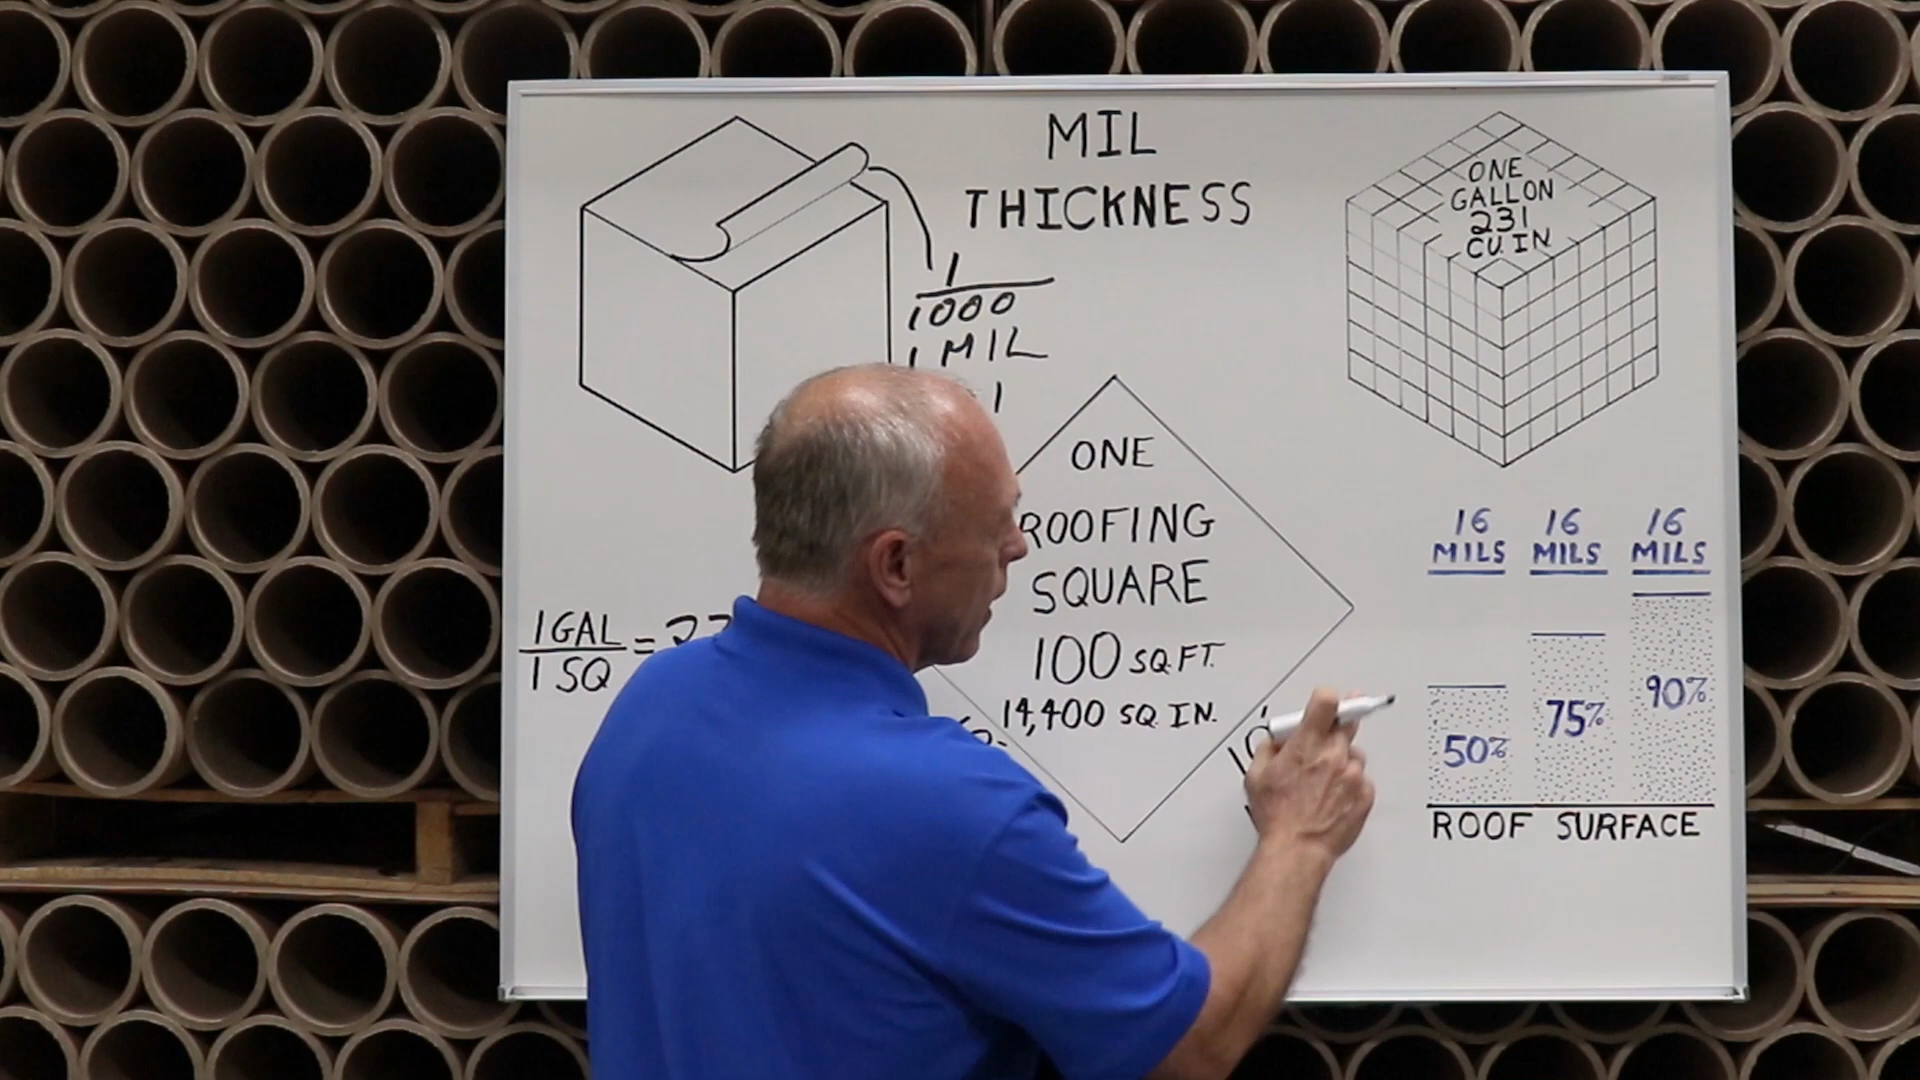 MIL
THICKNESS
1
1000
1 MIL
1
ONE
GALLON
231
CU. IN
ONE
ROOFING
SQUARE
100 SQ.FT.
14,400 SQ. IN.
1 GAL
1 SQ
=
16
MILS
16
MILS
16
MILS
50%
75%
90%
ROOF SURFACE